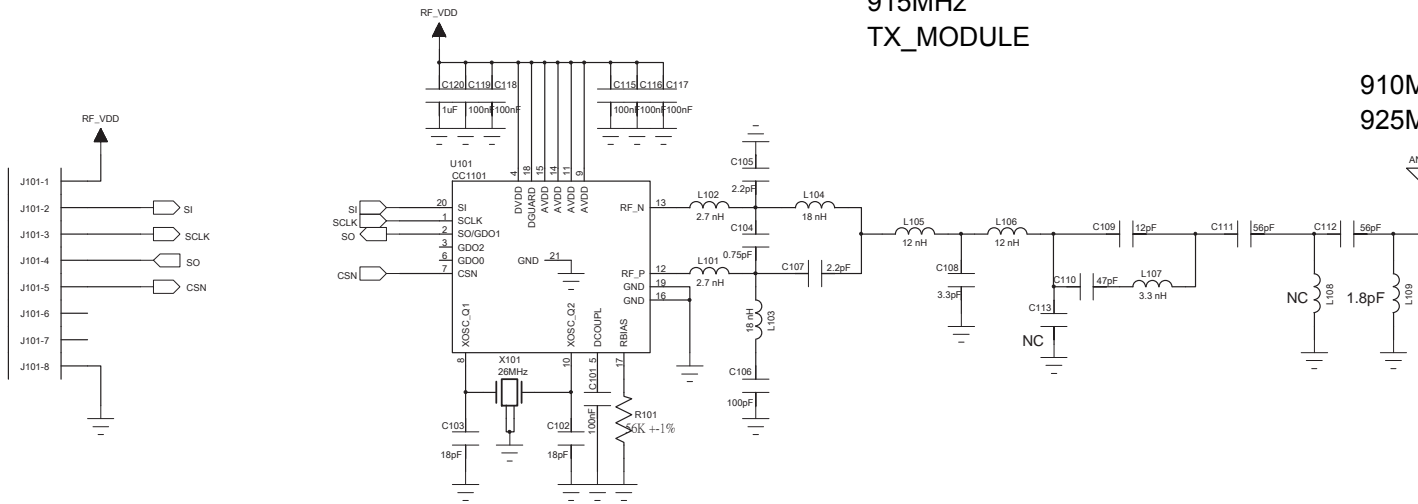 915MHz
TX_MODULE
910M
925M
AN
RF_VDD
J101-1
J101-2
J101-3
J101-4
J101-5
J101-6
J101-7
J101-8
SI
SCLK
SO
CSN
RF_VDD
C120
C119
C118
1uF
100nF
100nF
C115
C116
C117
100nF
100nF
100nF
U101
CC1101
4
18
15
14
11
9
DVDD
DGUARD
AVDD
AVDD
AVDD
AVDD
SI
20
SI
SCLK
1
SCLK
SO
2
SO/GDO1
3
GDO2
6
GDO0
CSN
7
CSN
GND
21
RF_N
13
RF_P
12
GND
19
GND
16
XOSC_Q1
XOSC_Q2
DCOUPL
RBIAS
8
10
5
17
X101
26MHz
C103
18pF
C102
18pF
C101
100nF
R101
56K +-1%
L102
2.7 nH
L101
2.7 nH
C105
2.2pF
C104
0.75pF
L104
18 nH
C107
2.2pF
18 nH
L103
C106
100pF
L105
12 nH
C108
3.3pF
L106
12 nH
C109
12pF
C110
47pF
L107
3.3 nH
C113
NC
C111
56pF
C112
56pF
NC
L108
1.8pF
L109